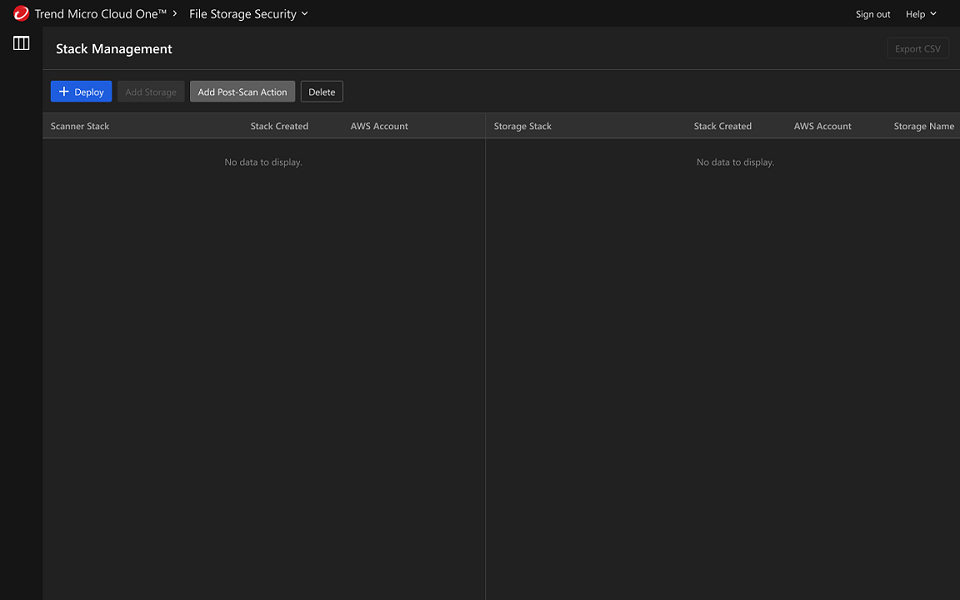 Trend Micro Cloud One™ > File Storage Security
Sign out Help
Stack Management
Export CSV
+ Deploy Add Storage Add Post-Scan Action Delete
Scanner Stack Stack Created AWS Account Storage Stack Stack Created AWS Account Storage Name
No data to display. No data to display.